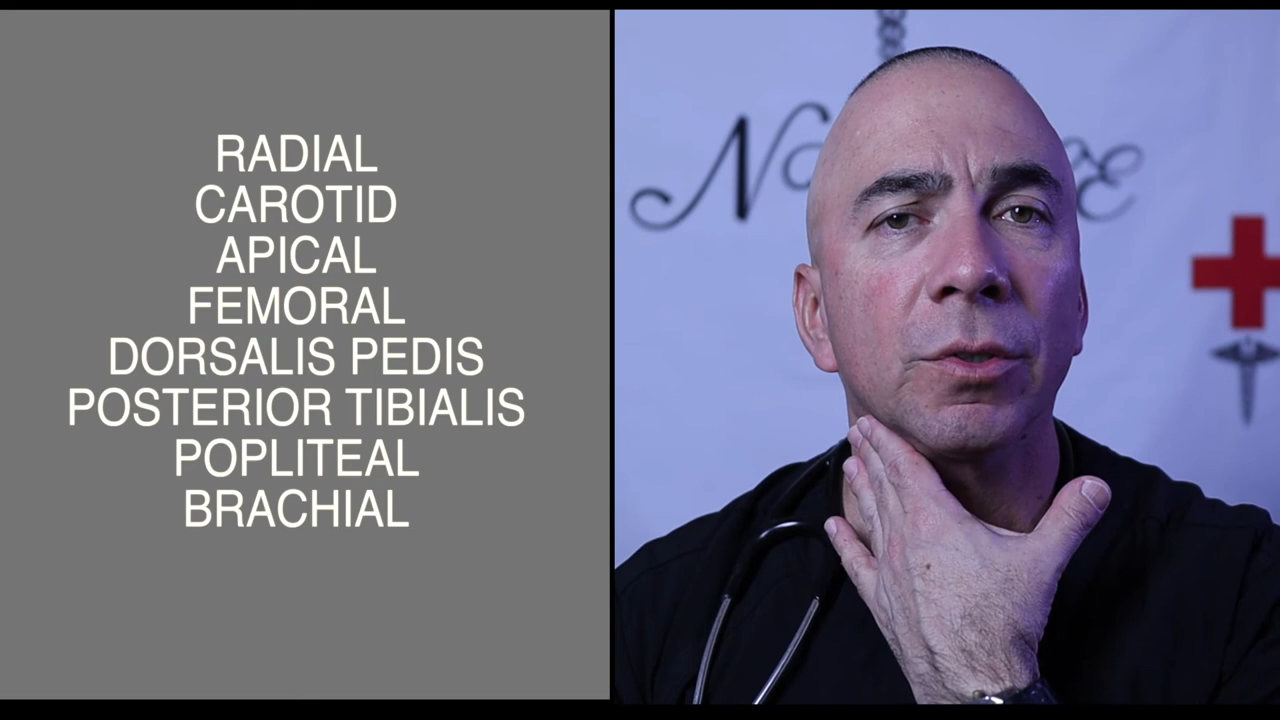 RADIAL
CAROTID
APICAL
FEMORAL
DORSALIS PEDIS
POSTERIOR TIBIALIS
POPLITEAL
BRACHIAL